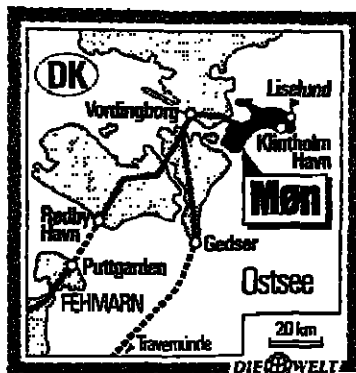 DK
Liselund
Vordingborg
Klintholm
Havn
Møn
Rødby
Havn
Gedser
Puttgarden
Ostsee
FEHMARN
20 km
Travemünde
DIE WELT